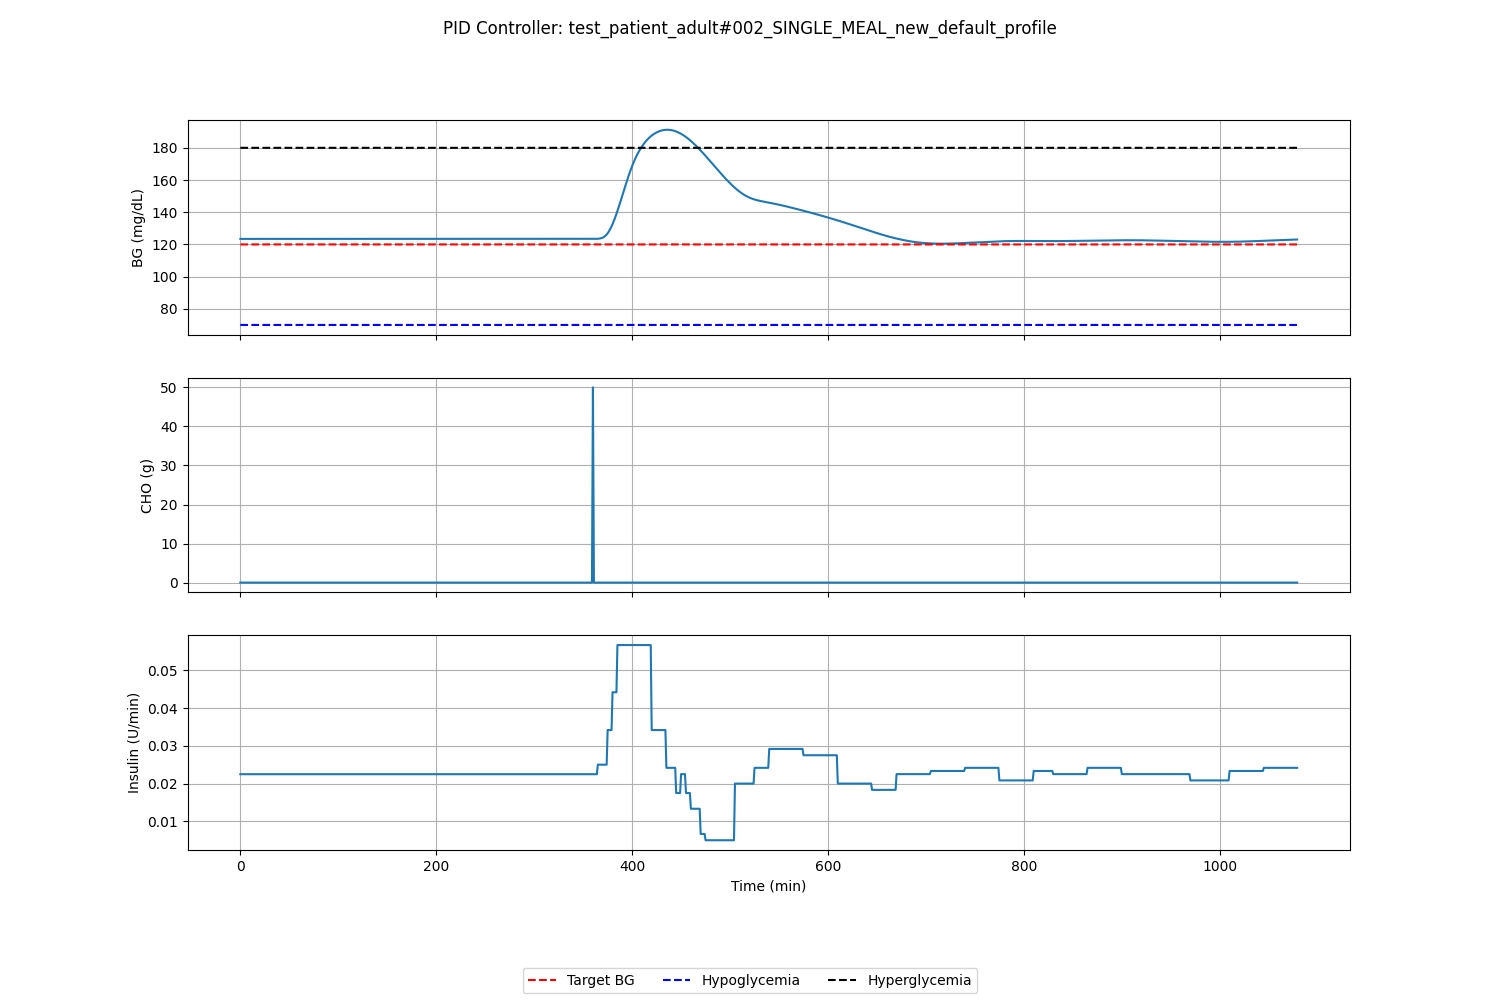 PID Controller: test_patient_adult#002_SINGLE_MEAL_new_default_profile
BG (mg/dL)
180
160
140
120
100
80
CHO (g)
50
40
30
20
10
0
Insulin (U/min)
0.05
0.04
0.03
0.02
0.01
0 200 400 600 800 1000
Time (min)
Target BG Hypoglycemia Hyperglycemia